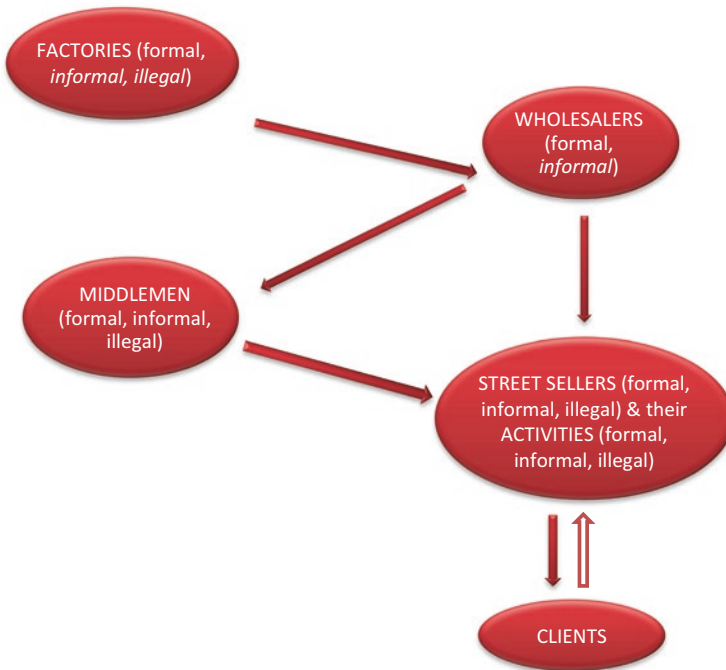 FACTORIES (formal,
informal, illegal)
WHOLESALERS
(formal,
informal)
MIDDLEMEN
(formal, informal,
illegal)
STREET SELLERS (formal,
informal, illegal) & their
ACTIVITIES (formal,
informal, illegal)
CLIENTS